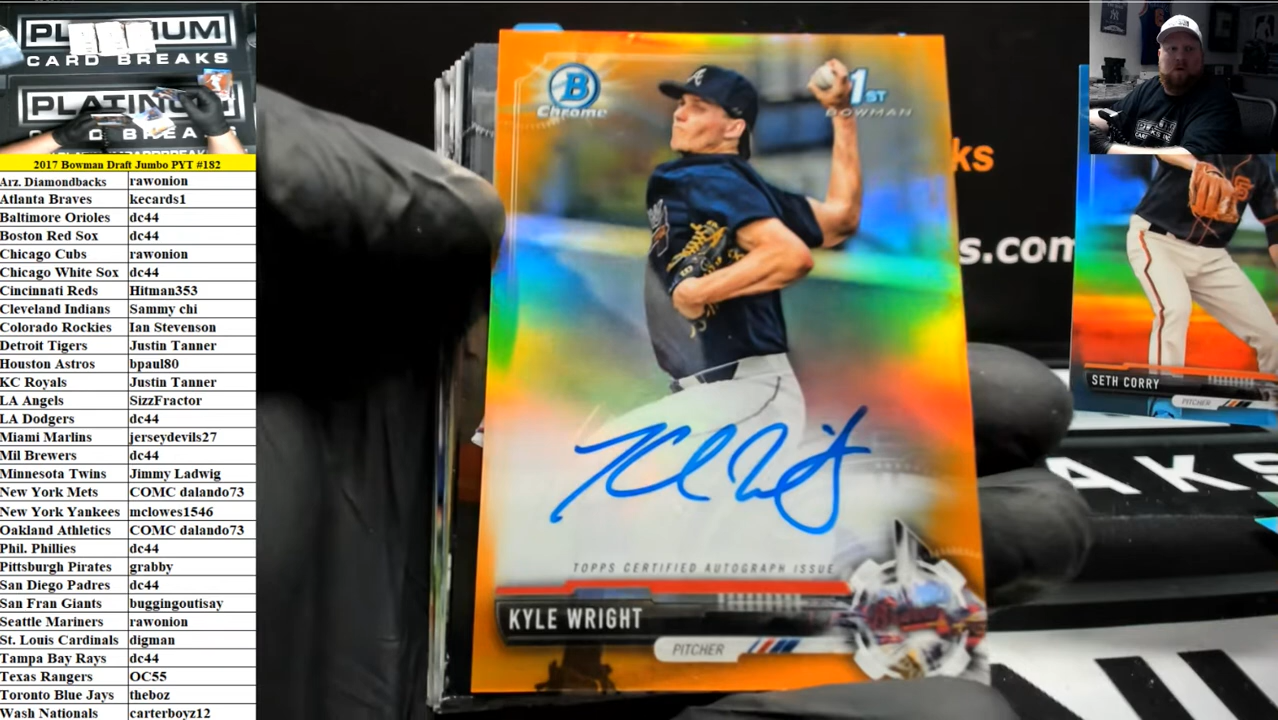 PLATINUM
CARD BREAKS
PLATINUM
CARD BREAKS
2017 Bowman Draft Jumbo PYT #182
Arz. Diamondbacks rawonion
Atlanta Braves kecards1
Baltimore Orioles dc44
Boston Red Sox dc44
Chicago Cubs rawonion
Chicago White Sox dc44
Cincinnati Reds Hitman353
Cleveland Indians Sammy chi
Colorado Rockies Ian Stevenson
Detroit Tigers Justin Tanner
Houston Astros bpaul80
KC Royals Justin Tanner
LA Angels SizzFractor
LA Dodgers dc44
Miami Marlins jerseydevils27
Mil Brewers dc44
Minnesota Twins Jimmy Ladwig
New York Mets COMC dalando73
New York Yankees mclowes1546
Oakland Athletics COMC dalando73
Phil. Phillies dc44
Pittsburgh Pirates grabby
San Diego Padres dc44
San Fran Giants buggingoutisay
Seattle Mariners rawonion
St. Louis Cardinals digman
Tampa Bay Rays dc44
Texas Rangers OC55
Toronto Blue Jays theboz
Wash Nationals carterboyz12
B
Chrome
A
1ST
BOWMAN
TOPPS CERTIFIED AUTOGRAPH ISSUE
KYLE WRIGHT
PITCHER
ks
s.com
SETH CORRY
PITCHER
AKS